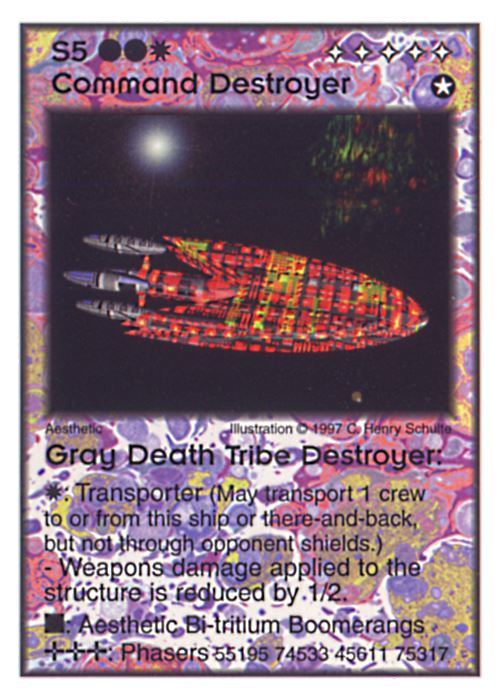 S5
Command Destroyer
Aesthetic
Illustration © 1997 C. Henry Schulte
Gray Death Tribe Destroyer:
: Transporter (May transport 1 crew
to or from this ship or there-and-back,
but not through opponent shields.)
- Weapons damage applied to the
structure is reduced by 1/2.
: Aesthetic Bi-tritium Boomerangs
: Phasers 55195 74533 45611 75317